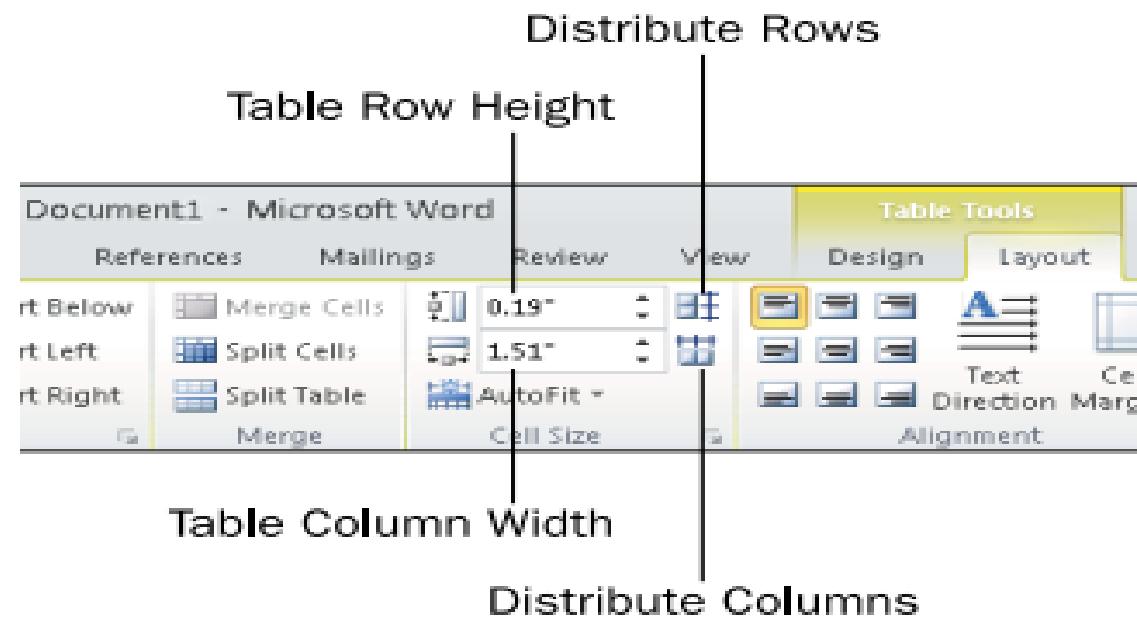 Distribute Rows
Table Row Height
Document1 - Microsoft Word Table Tools
References Mailings Review View Design Layout
rt Below Merge Cells 0.19"
rt Left Split Cells 1.51"
rt Right Split Table AutoFit
Text Direction
Ce
Marg
Merge Cell Size Alignment
Table Column Width
Distribute Columns